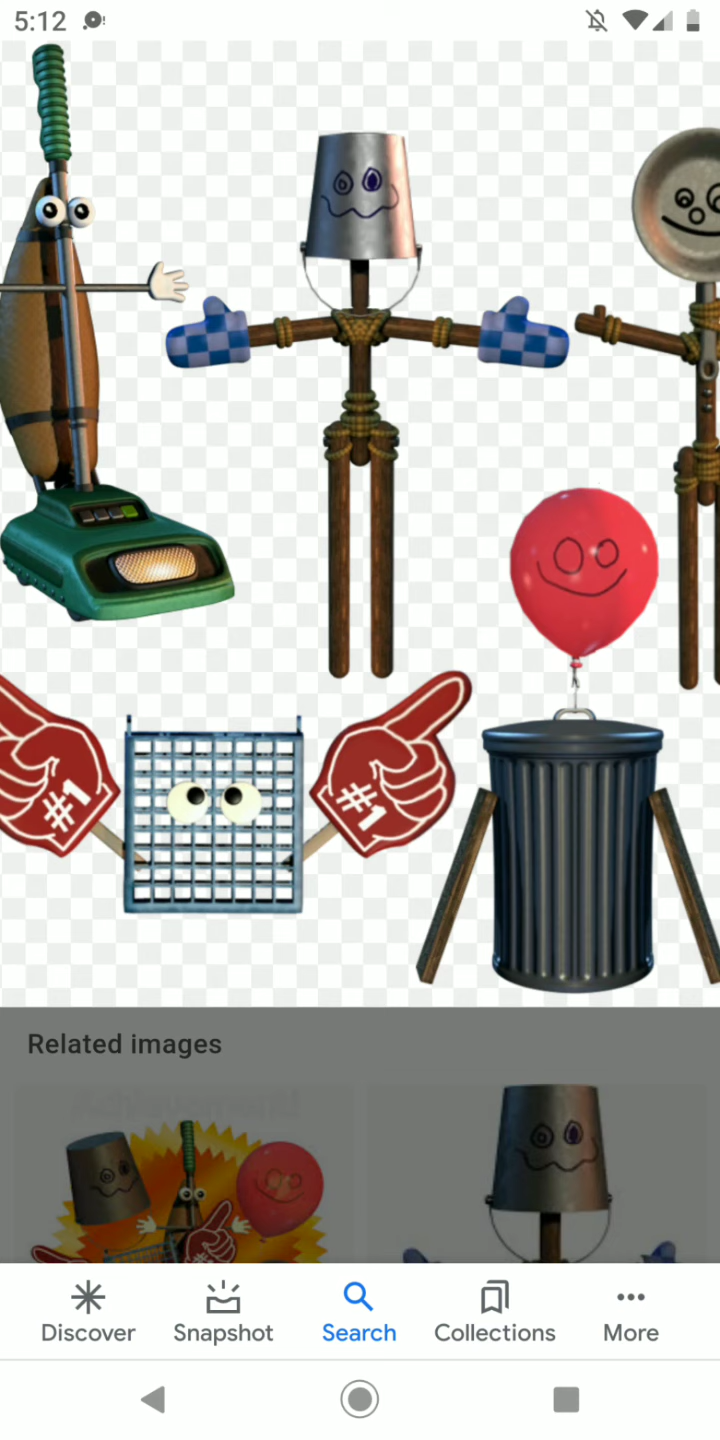 5:12
#1
#1
Related images
Discover
Snapshot
Search
Collections
More